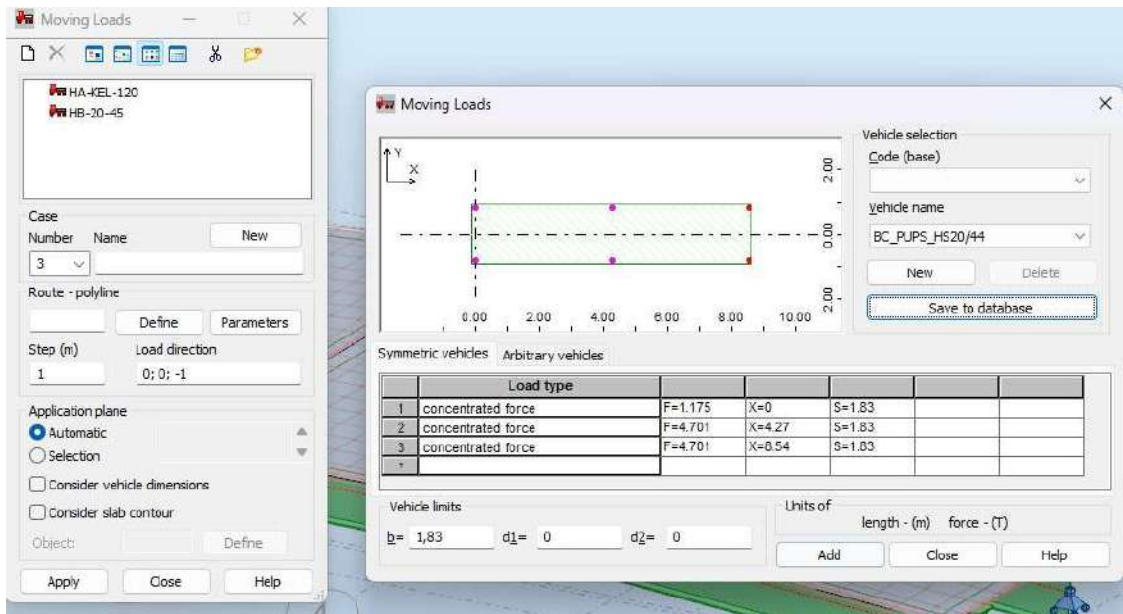 Moving Loads
HA-KEL-120
HB-20-45
Case
Number Name New
3
Route - polyline
Define Parameters
Step (m) Load direction
1 0; 0; -1
Application plane
Automatic
Selection
Consider vehicle dimensions
Consider slab contour
Object: Define
Apply Close Help
Moving Loads
Y
X
2.00
0.00
2.00
0.00 2.00 4.00 6.00 8.00 10.00
Vehicle selection
Code (base)
Vehicle name
BC_PUPS_HS20/44
New Delete
Save to database
Symmetric vehicles Arbitrary vehicles
Load type
1 concentrated force F=1.175 X=0 S=1.83
2 concentrated force F=4.701 X=4.27 S=1.83
3 concentrated force F=4.701 X=8.54 S=1.83
*
Vehicle limits
b= 1,83 d1= 0 d2= 0
Units of
length - (m) force - (T)
Add Close Help